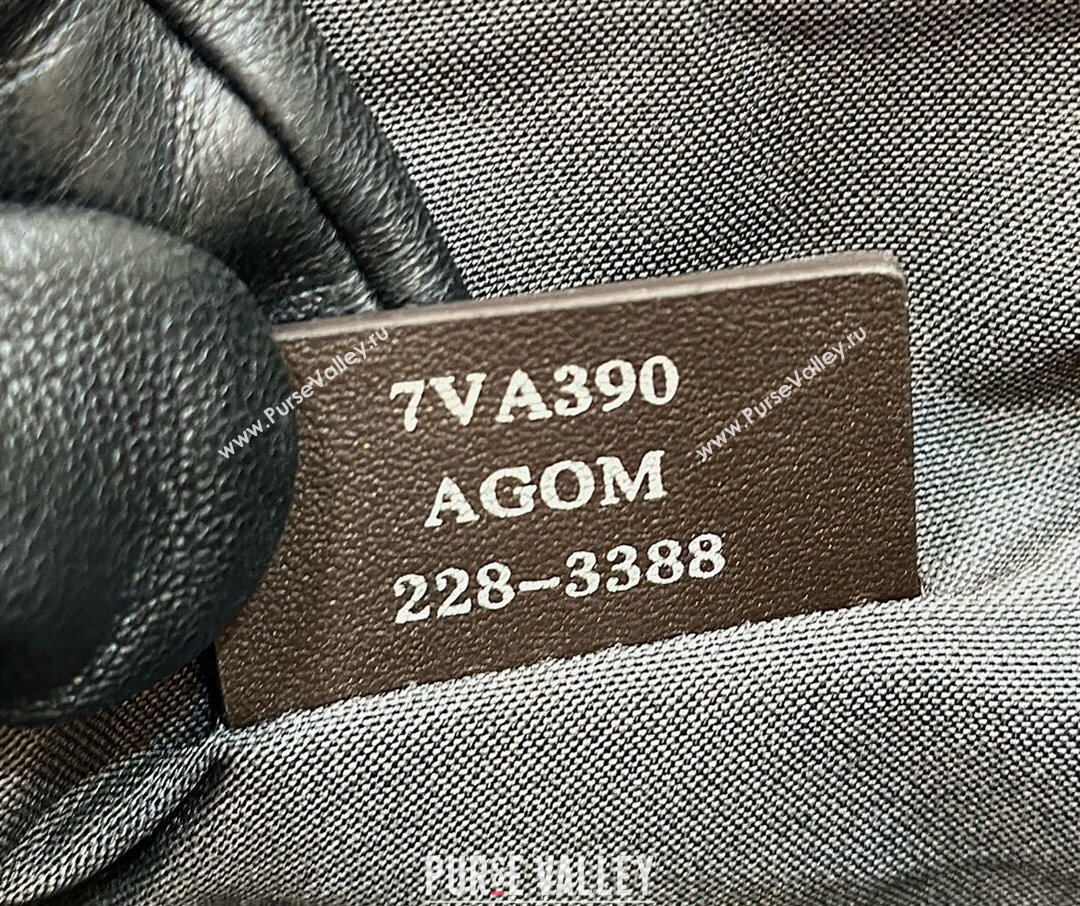 7VA390
AGOM
228-3388
www.PurseValley.ru
www.PurseValley.ru
PURSE VALLEY